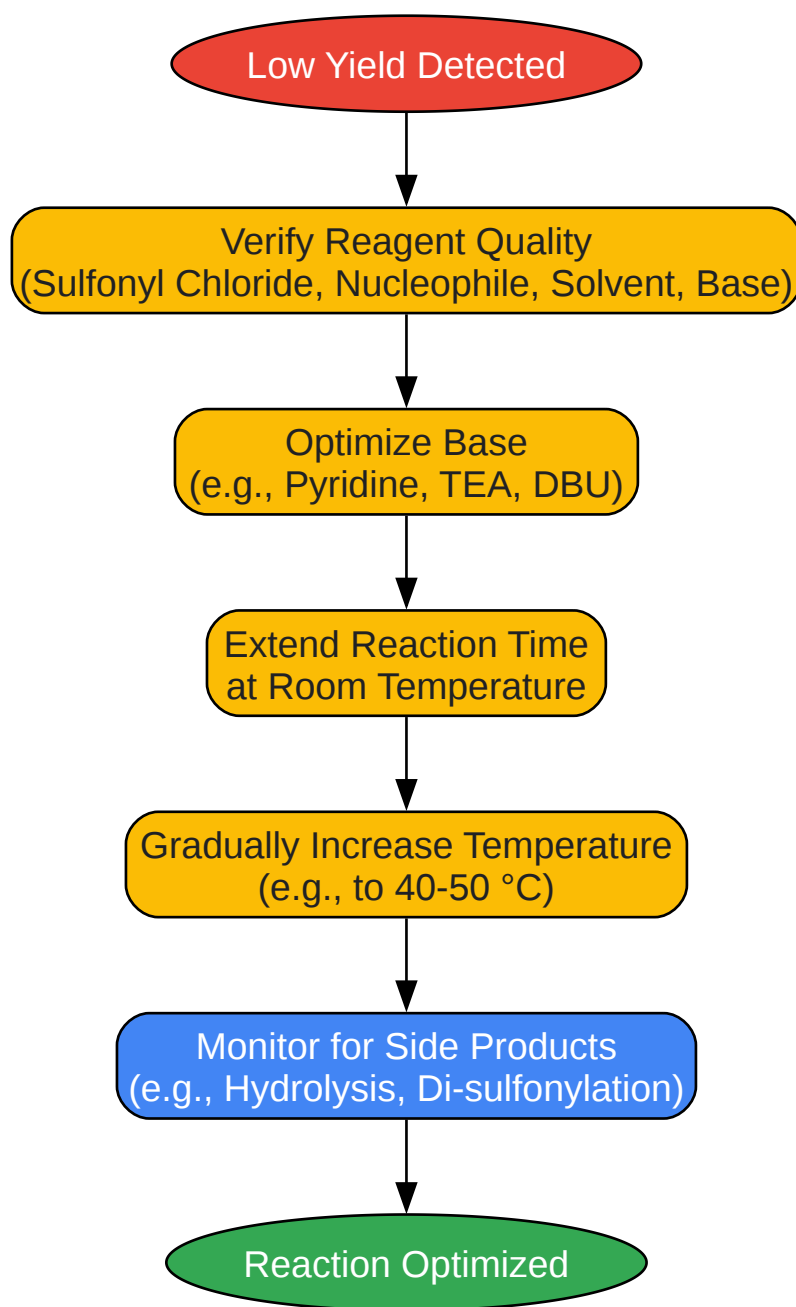 Low Yield Detected
Verify Reagent Quality
(Sulfonyl Chloride, Nucleophile, Solvent, Base)
Optimize Base
(e.g., Pyridine, TEA, DBU)
Extend Reaction Time
at Room Temperature
Gradually Increase Temperature
(e.g., to 40-50 °C)
Monitor for Side Products
(e.g., Hydrolysis, Di-sulfonylation)
Reaction Optimized